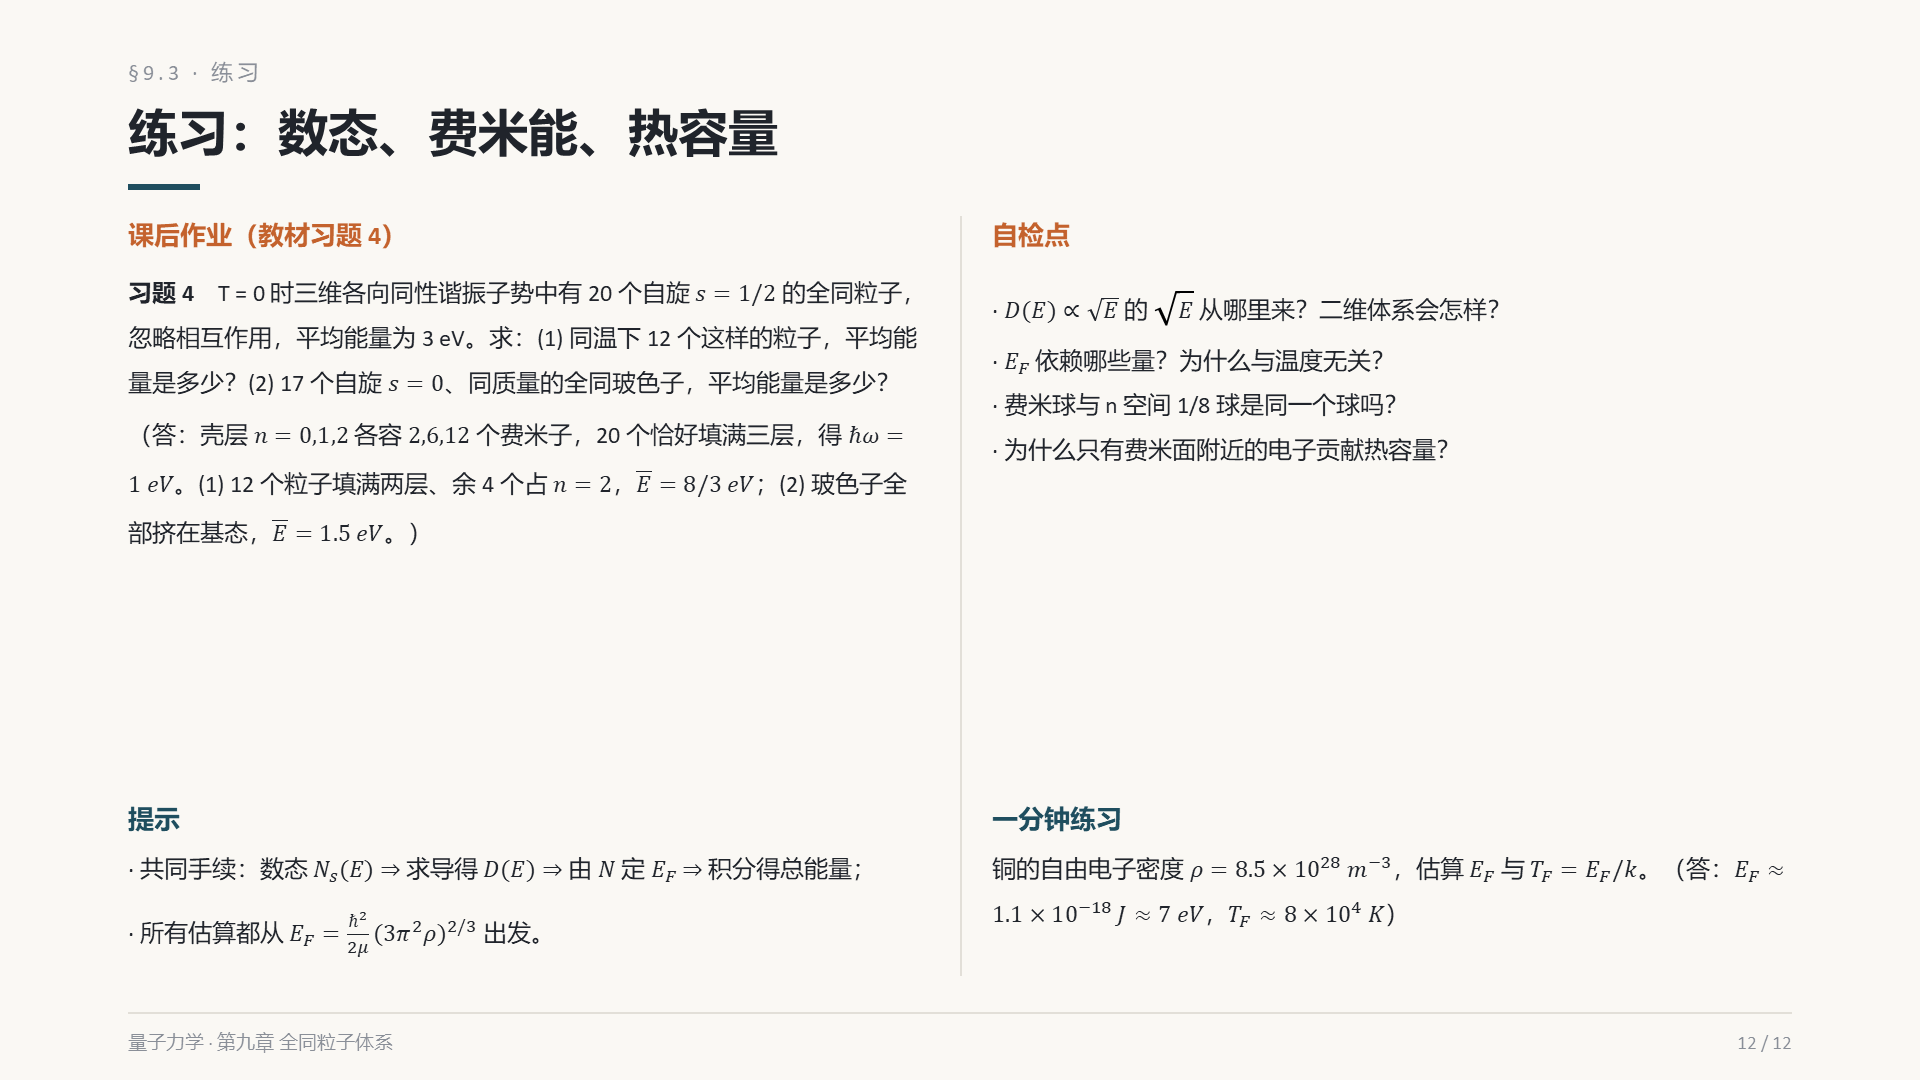 §9.3 · 练习
练习：数态、费米能、热容量
课后作业（教材习题 4）
习题 4　T = 0 时三维各向同性谐振子势中有 20 个自旋 s = 1/2 的全同粒子，
忽略相互作用，平均能量为 3 eV。求：(1) 同温下 12 个这样的粒子，平均能
量是多少？(2) 17 个自旋 s = 0、同质量的全同玻色子，平均能量是多少？
（答：壳层 n = 0,1,2 各容 2,6,12 个费米子，20 个恰好填满三层，得 ħω =
1 eV。(1) 12 个粒子填满两层、余 4 个占 n = 2，E̅ = 8/3 eV；(2) 玻色子全
部挤在基态，E̅ = 1.5 eV。）
自检点
· D(E) ∝ √E 的 √E 从哪里来？二维体系会怎样？
· E_F 依赖哪些量？为什么与温度无关？
· 费米球与 n 空间 1/8 球是同一个球吗？
· 为什么只有费米面附近的电子贡献热容量？
提示
· 共同手续：数态 N_s(E) ⇒ 求导得 D(E) ⇒ 由 N 定 E_F ⇒ 积分得总能量；
· 所有估算都从 E_F = ħ²/2μ (3π²ρ)^{2/3} 出发。
一分钟练习
铜的自由电子密度 ρ = 8.5 × 10²⁸ m⁻³，估算 E_F 与 T_F = E_F/k。（答：E_F ≈
1.1 × 10⁻¹⁸ J ≈ 7 eV，T_F ≈ 8 × 10⁴ K）
量子力学 · 第九章 全同粒子体系
12 / 12